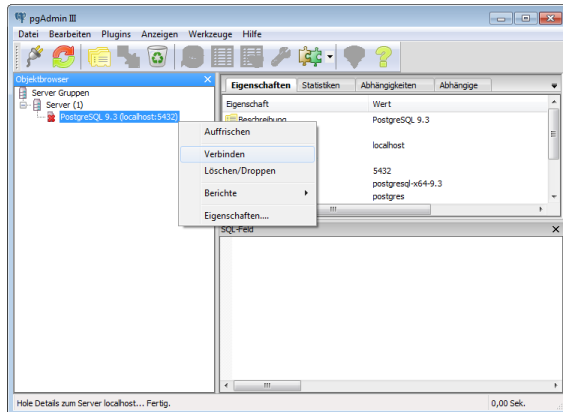 pgAdmin III
Datei Bearbeiten Plugins Anzeigen Werkzeuge Hilfe
Objektbrowser
Server Gruppen
Server (1)
PostgreSQL 9.3 (localhost:5432)
Auffrischen
Verbinden
Löschen/Droppen
Berichte
Eigenschaften....
Eigenschaften Statistiken Abhängigkeiten Abhängige
Eigenschaft Wert
Beschreibung PostgreSQL 9.3
localhost
5432
postgresql-x64-9.3
postgres
SQL-Feld
Hole Details zum Server localhost... Fertig. 0,00 Sek.